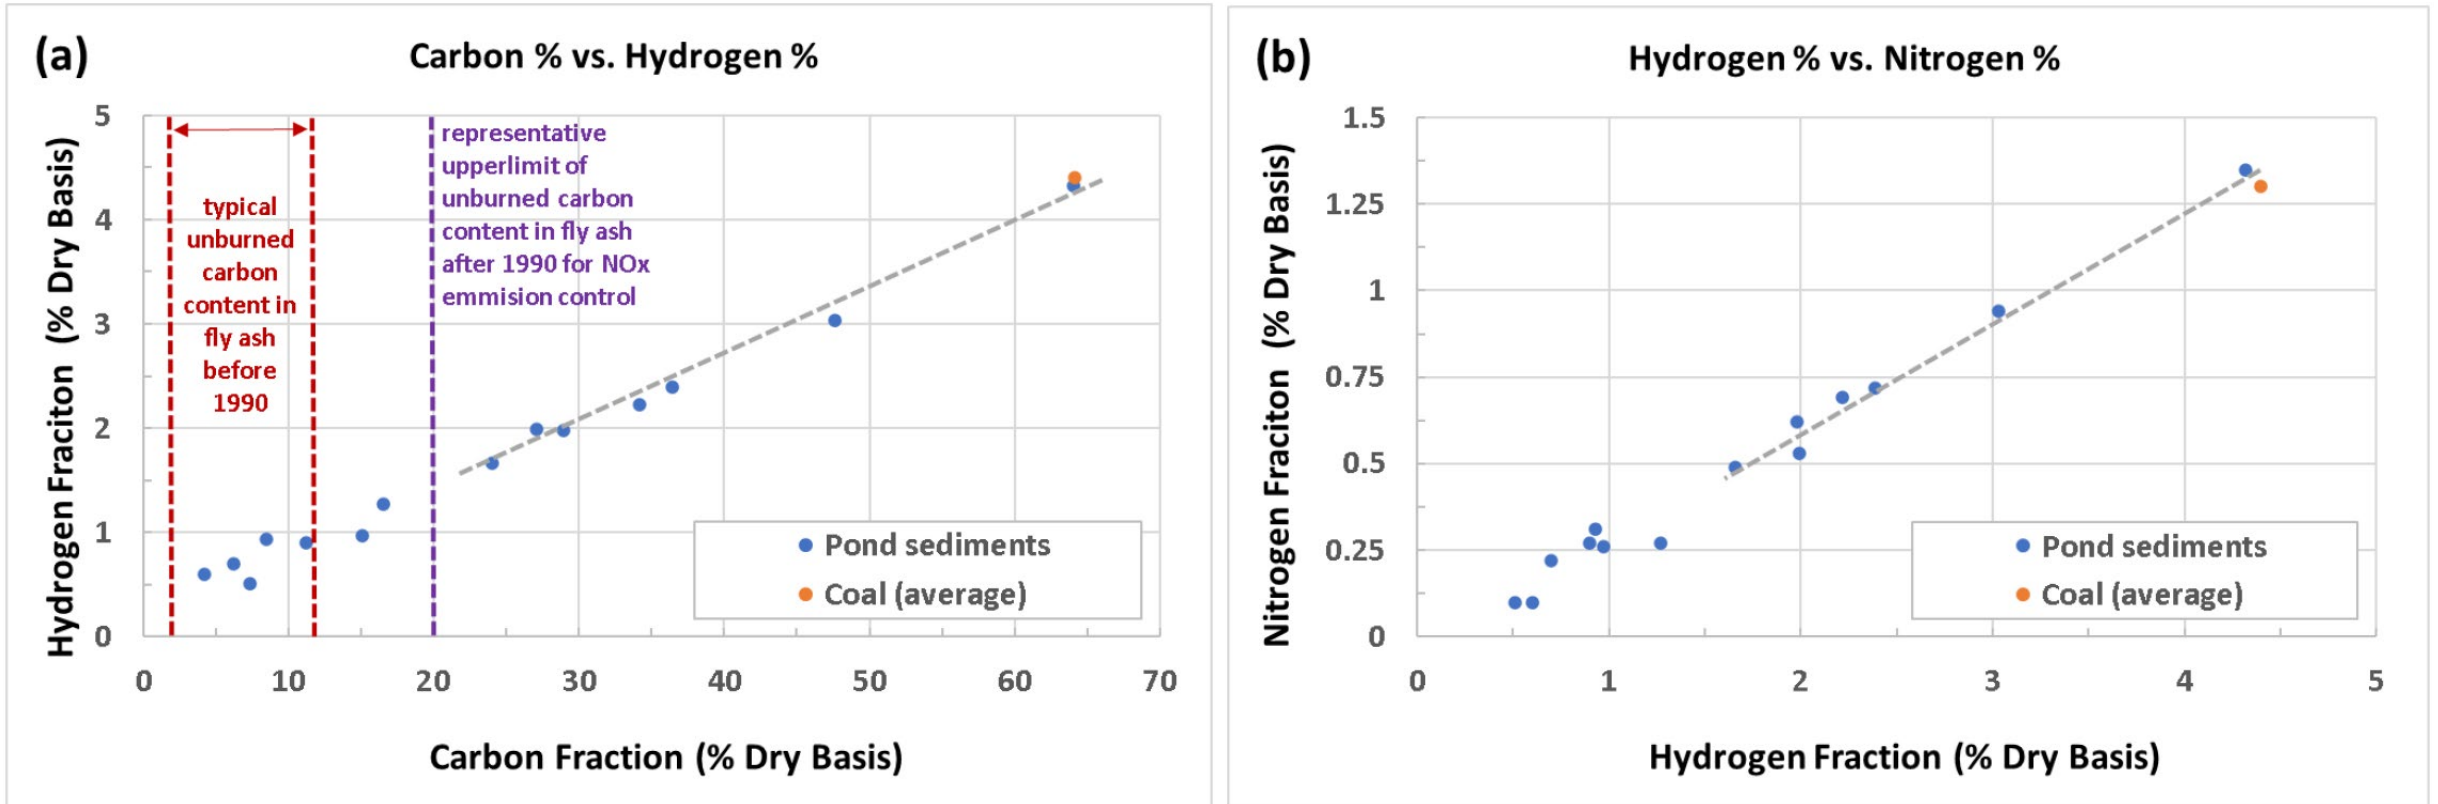 (a)
Carbon % vs. Hydrogen %
Hydrogen Fraciton (% Dry Basis)
5
4
3
2
1
0
typical
unburned
carbon
content in
fly ash
before
1990
representative
upperlimit of
unburned carbon
content in fly ash
after 1990 for NOx
emmision control
Pond sediments
Coal (average)
0 10 20 30 40 50 60 70
Carbon Fraction (% Dry Basis)
(b)
Hydrogen % vs. Nitrogen %
Nitrogen Fraciton (% Dry Basis)
1.5
1.25
1
0.75
0.5
0.25
0
Pond sediments
Coal (average)
0 1 2 3 4 5
Hydrogen Fraction (% Dry Basis)